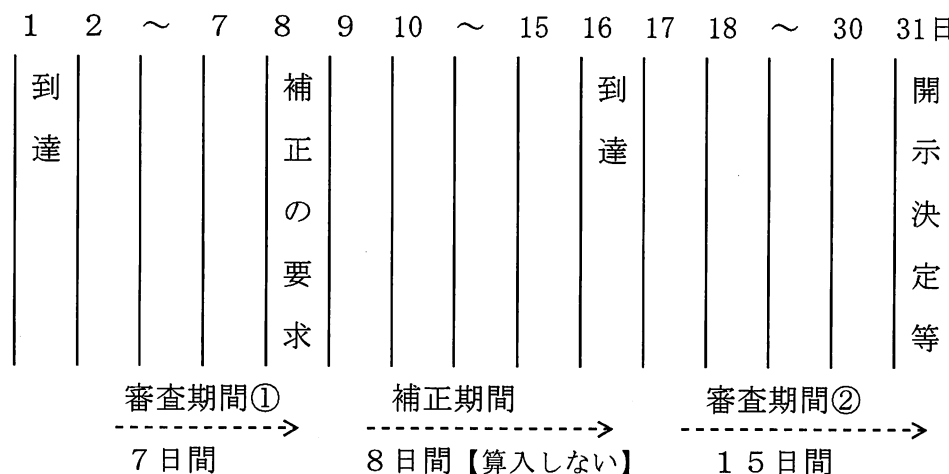 1 2 ～ 7 8 9 10 ～ 15 16 17 18 ～ 30 31日
到達
補正の要求
到達
開示決定等
審査期間① 補正期間 審査期間②
7日間 8日間【算入しない】 15日間